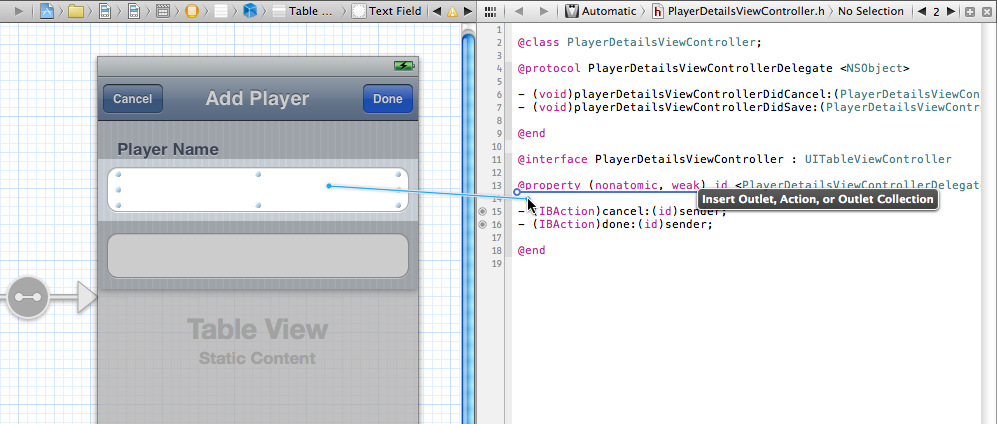 Table ... Text Field
Automatic PlayerDetailsViewController.h No Selection 2
Cancel Add Player Done
Player Name
Table View
Static Content
1
2 @class PlayerDetailsViewController;
3
4 @protocol PlayerDetailsViewControllerDelegate <NSObject>
5
6 - (void)playerDetailsViewControllerDidCancel:(PlayerDetailsViewCon
7 - (void)playerDetailsViewControllerDidSave:(PlayerDetailsViewContr
8
9 @end
10
11 @interface PlayerDetailsViewController : UITableViewController
12
13 @property (nonatomic, weak) id <PlayerDetailsViewControllerDelegat
14
Insert Outlet, Action, or Outlet Collection
15 - (IBAction)cancel:(id)sender;
16 - (IBAction)done:(id)sender;
17
18 @end
19